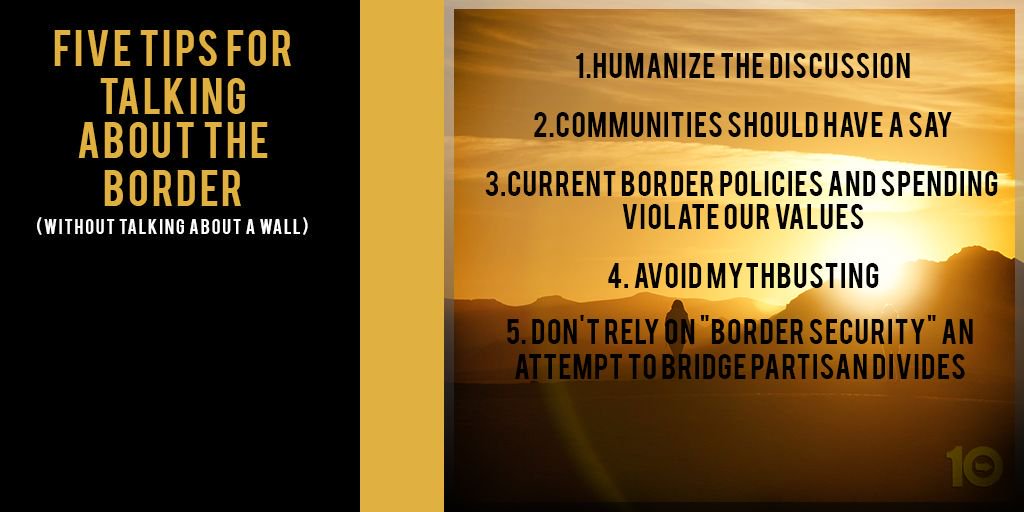 FIVE TIPS FOR
TALKING
ABOUT THE
BORDER
(WITHOUT TALKING ABOUT A WALL)
1.HUMANIZE THE DISCUSSION
2.COMMUNITIES SHOULD HAVE A SAY
3.CURRENT BORDER POLICIES AND SPENDING
VIOLATE OUR VALUES
4. AVOID MYTHBUSTING
5. DON'T RELY ON "BORDER SECURITY" AN
ATTEMPT TO BRIDGE PARTISAN DIVIDES
10